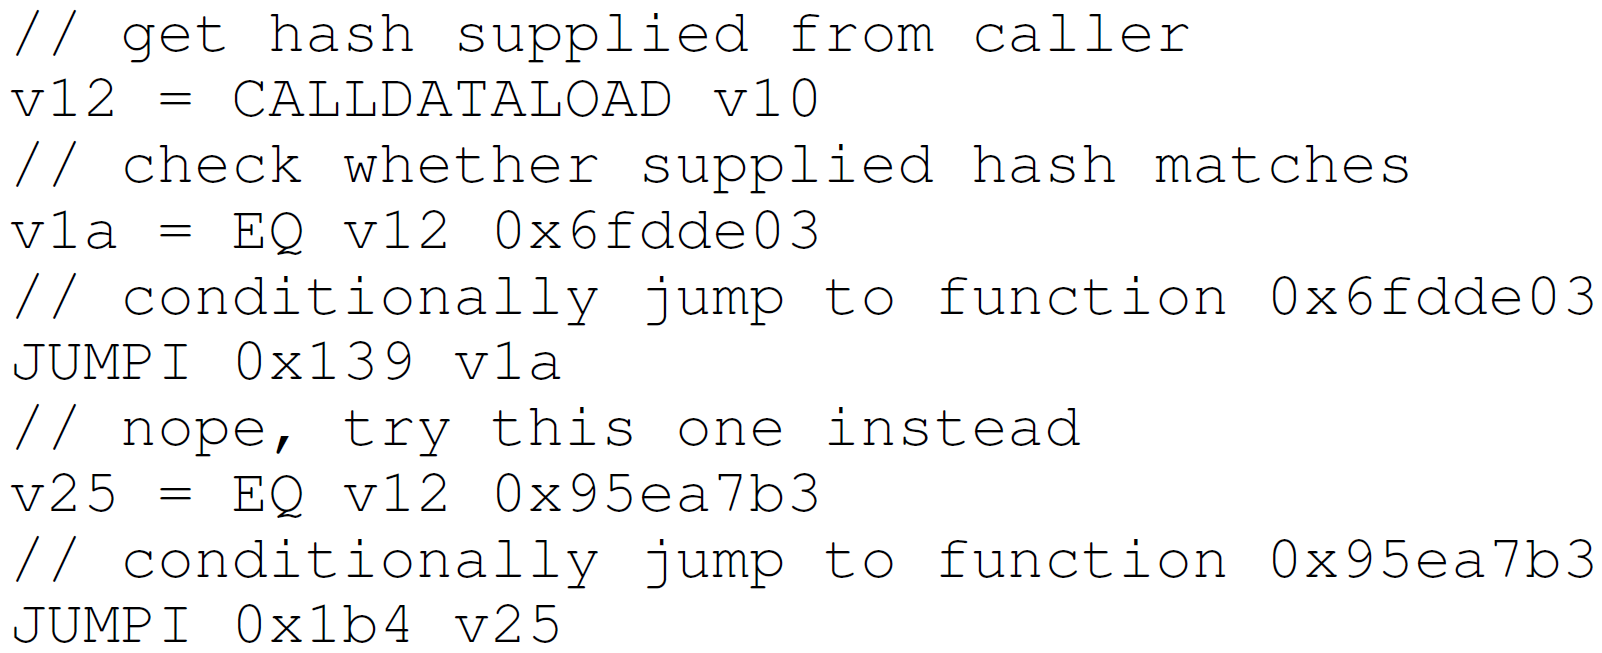 // get hash supplied from caller
v12 = CALLDATALOAD v10
// check whether supplied hash matches
v1a = EQ v12 0x6fdde03
// conditionally jump to function 0x6fdde03
JUMPI 0x139 v1a
// nope, try this one instead
v25 = EQ v12 0x95ea7b3
// conditionally jump to function 0x95ea7b3
JUMPI 0x1b4 v25